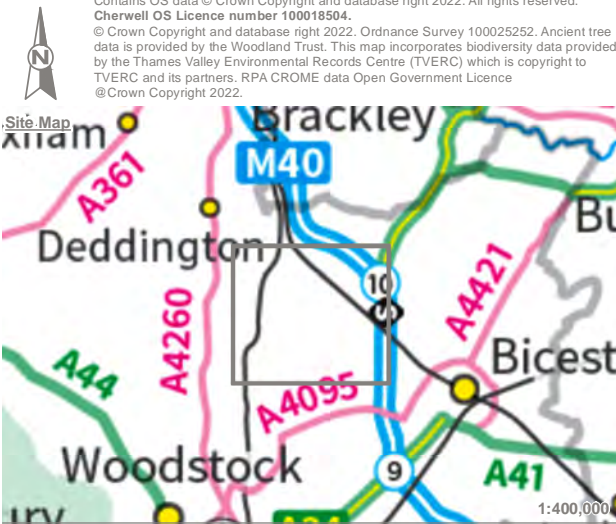 Contains OS data © Crown Copyright and database right 2022. All rights reserved.
Cherwell OS Licence number 100018504.
© Crown Copyright and database right 2022. Ordnance Survey 100025252. Ancient tree
data is provided by the Woodland Trust. This map incorporates biodiversity data provided
by the Thames Valley Environmental Records Centre (TVERC) which is copyright to
TVERC and its partners. RPA CROME data Open Government Licence
@Crown Copyright 2022.
N
Site Map
Brackley
M40
A361
Deddington
10
A4421
A4260
Bicest
A44
A4095
Woodstock
9
A41
1:400,000